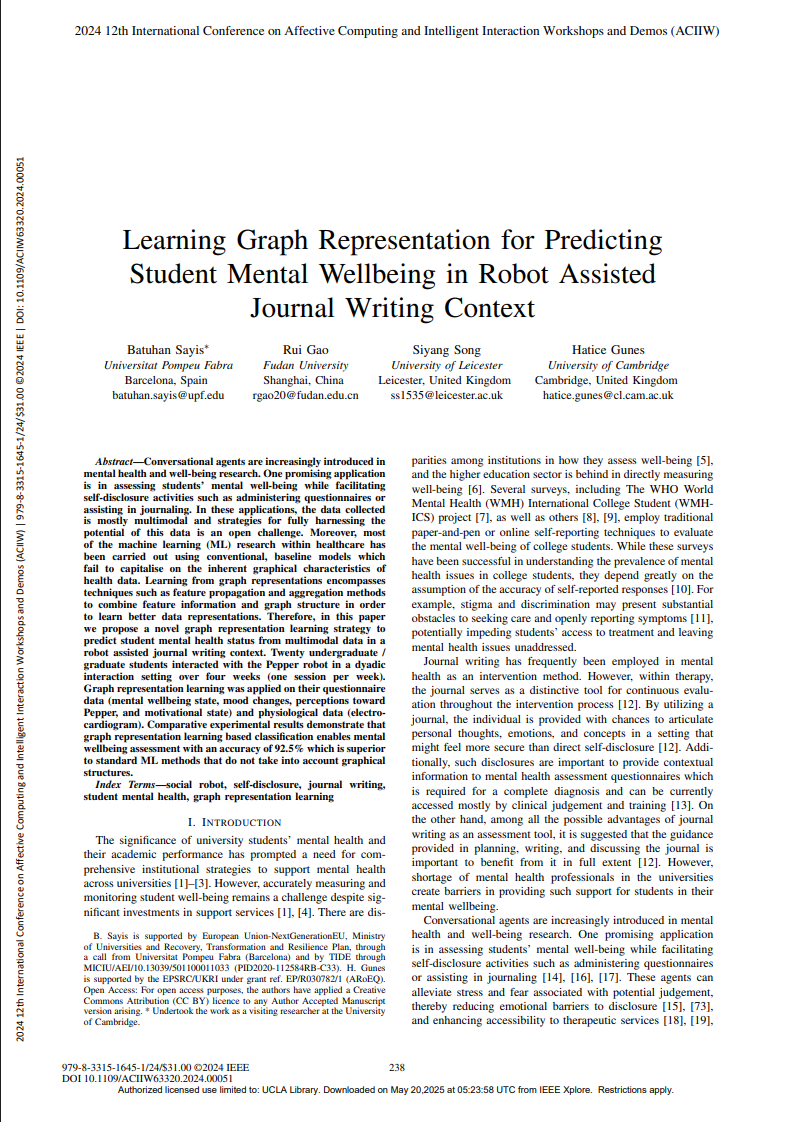 2024 12th International Conference on Affective Computing and Intelligent Interaction Workshops and Demos (ACIIW)
2024 12th International Conference on Affective Computing and Intelligent Interaction Workshops and Demos (ACIIW) | 979-8-3315-1645-1/24/$31.00 ©2024 IEEE | DOI: 10.1109/ACIIW63320.2024.00051
Learning Graph Representation for Predicting
Student Mental Wellbeing in Robot Assisted
Journal Writing Context
Batuhan Sayis*
Universitat Pompeu Fabra
Barcelona, Spain
batuhan.sayis@upf.edu
Rui Gao
Fudan University
Shanghai, China
rgao20@fudan.edu.cn
Siyang Song
University of Leicester
Leicester, United Kingdom
ss1535@leicester.ac.uk
Hatice Gunes
University of Cambridge
Cambridge, United Kingdom
hatice.gunes@cl.cam.ac.uk
Abstract—Conversational agents are increasingly introduced in
mental health and well-being research. One promising application
is in assessing students' mental well-being while facilitating
self-disclosure activities such as administering questionnaires or
assisting in journaling. In these applications, the data collected
is mostly multimodal and strategies for fully harnessing the
potential of this data is an open challenge. Moreover, most
of the machine learning (ML) research within healthcare has
been carried out using conventional, baseline models which
fail to capitalise on the inherent graphical characteristics of
health data. Learning from graph representations encompasses
techniques such as feature propagation and aggregation methods
to combine feature information and graph structure in order
to learn better data representations. Therefore, in this paper
we propose a novel graph representation learning strategy to
predict student mental health status from multimodal data in a
robot assisted journal writing context. Twenty undergraduate /
graduate students interacted with the Pepper robot in a dyadic
interaction setting over four weeks (one session per week).
Graph representation learning was applied on their questionnaire
data (mental wellbeing state, mood changes, perceptions toward
Pepper, and motivational state) and physiological data (electro-
cardiogram). Comparative experimental results demonstrate that
graph representation learning based classification enables mental
wellbeing assessment with an accuracy of 92.5% which is superior
to standard ML methods that do not take into account graphical
structures.
Index Terms—social robot, self-disclosure, journal writing,
student mental health, graph representation learning
I. INTRODUCTION
The significance of university students' mental health and
their academic performance has prompted a need for com-
prehensive institutional strategies to support mental health
across universities [1]–[3]. However, accurately measuring and
monitoring student well-being remains a challenge despite sig-
nificant investments in support services [1], [4]. There are dis-
B. Sayis is supported by European Union-NextGenerationEU, Ministry
of Universities and Recovery, Transformation and Resilience Plan, through
a call from Universitat Pompeu Fabra (Barcelona) and by TIDE through
MICIU/AEI/10.13039/501100011033 (PID2020-112584RB-C33). H. Gunes
is supported by the EPSRC/UKRI under grant ref. EP/R030782/1 (ARoEQ).
Open Access: For open access purposes, the authors have applied a Creative
Commons Attribution (CC BY) licence to any Author Accepted Manuscript
version arising. * Undertook the work as a visiting researcher at the University
of Cambridge.
parities among institutions in how they assess well-being [5],
and the higher education sector is behind in directly measuring
well-being [6]. Several surveys, including The WHO World
Mental Health (WMH) International College Student (WMH-
ICS) project [7], as well as others [8], [9], employ traditional
paper-and-pen or online self-reporting techniques to evaluate
the mental well-being of college students. While these surveys
have been successful in understanding the prevalence of mental
health issues in college students, they depend greatly on the
assumption of the accuracy of self-reported responses [10]. For
example, stigma and discrimination may present substantial
obstacles to seeking care and openly reporting symptoms [11],
potentially impeding students' access to treatment and leaving
mental health issues unaddressed.
Journal writing has frequently been employed in mental
health as an intervention method. However, within therapy,
the journal serves as a distinctive tool for continuous evalu-
ation throughout the intervention process [12]. By utilizing a
journal, the individual is provided with chances to articulate
personal thoughts, emotions, and concepts in a setting that
might feel more secure than direct self-disclosure [12]. Addi-
tionally, such disclosures are important to provide contextual
information to mental health assessment questionnaires which
is required for a complete diagnosis and can be currently
accessed mostly by clinical judgement and training [13]. On
the other hand, among all the possible advantages of journal
writing as an assessment tool, it is suggested that the guidance
provided in planning, writing, and discussing the journal is
important to benefit from it in full extent [12]. However,
shortage of mental health professionals in the universities
create barriers in providing such support for students in their
mental wellbeing.
Conversational agents are increasingly introduced in mental
health and well-being research. One promising application
is in assessing students' mental well-being while facilitating
self-disclosure activities such as administering questionnaires
or assisting in journaling [14], [16], [17]. These agents can
alleviate stress and fear associated with potential judgement,
thereby reducing emotional barriers to disclosure [15], [73],
and enhancing accessibility to therapeutic services [18], [19],
979-8-3315-1645-1/24/$31.00 ©2024 IEEE
DOI 10.1109/ACIIW63320.2024.00051
238
Authorized licensed use limited to: UCLA Library. Downloaded on May 20,2025 at 05:23:58 UTC from IEEE Xplore. Restrictions apply.